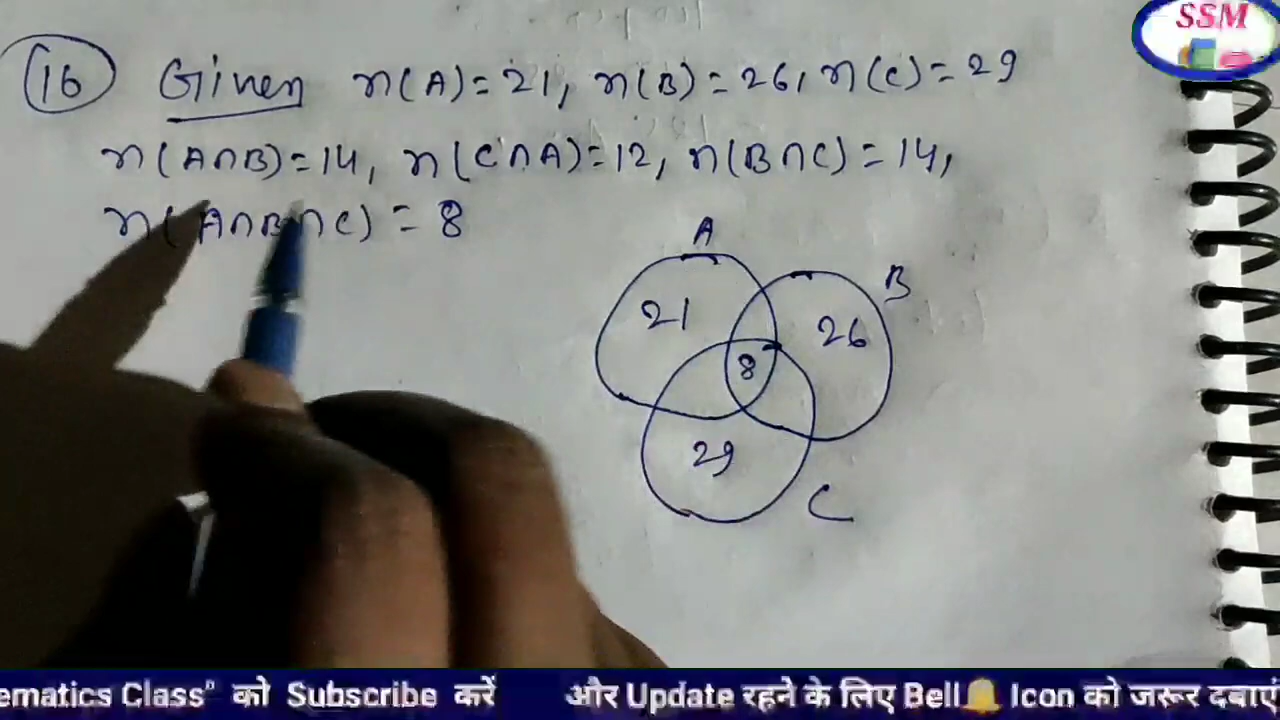 SSM
16 Given n(A)=21, n(B)=26, n(C)=29
n(A∩B)=14, n(C∩A)=12, n(B∩C)=14,
n(A∩B∩C)=8
A
B
21
26
8
29
C
ematics Class" को Subscribe करें और Update रहने के लिए Bell🔔 Icon को जरूर दबाएं